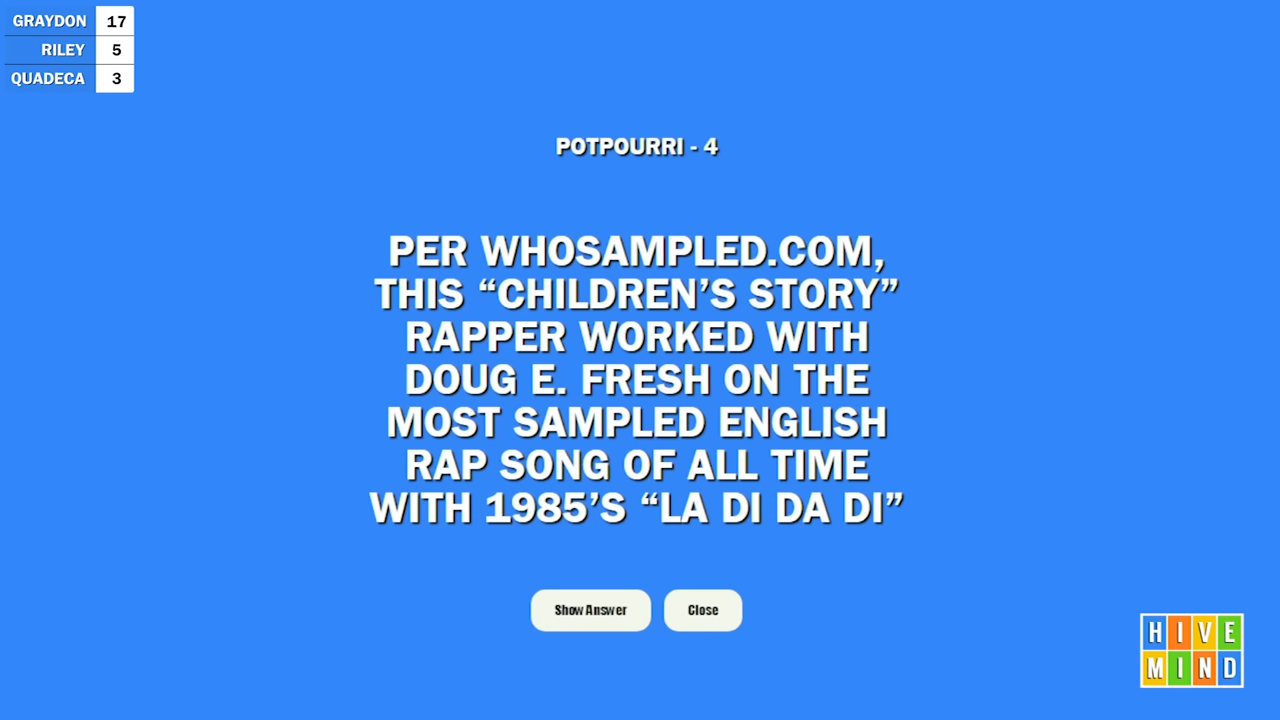 GRAYDON 17
RILEY 5
QUADECA 3
POTPOURRI - 4
PER WHOSAMPLED.COM,
THIS “CHILDREN’S STORY”
RAPPER WORKED WITH
DOUG E. FRESH ON THE
MOST SAMPLED ENGLISH
RAP SONG OF ALL TIME
WITH 1985’S “LA DI DA DI”
Show Answer Close
HIVE
MIND